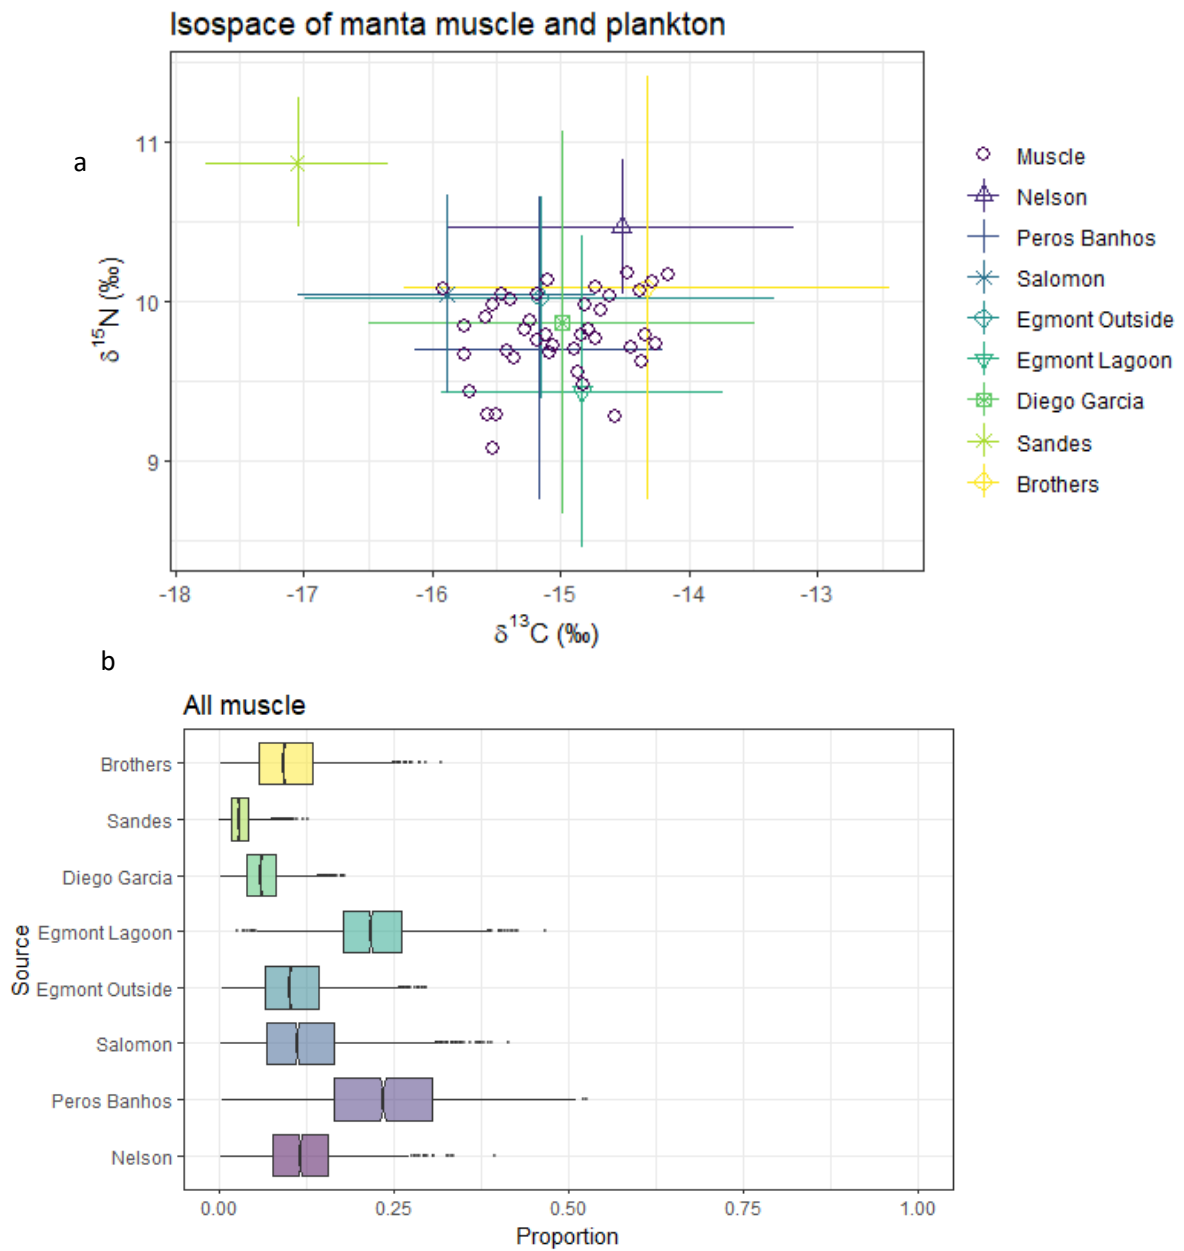 Isospace of manta muscle and plankton
a
11
10
9
δ¹⁵N (‰)
-18 -17 -16 -15 -14 -13
δ¹³C (‰)
Muscle
Nelson
Peros Banhos
Salomon
Egmont Outside
Egmont Lagoon
Diego Garcia
Sandes
Brothers
b
All muscle
Source
Brothers
Sandes
Diego Garcia
Egmont Lagoon
Egmont Outside
Salomon
Peros Banhos
Nelson
0.00 0.25 0.50 0.75 1.00
Proportion